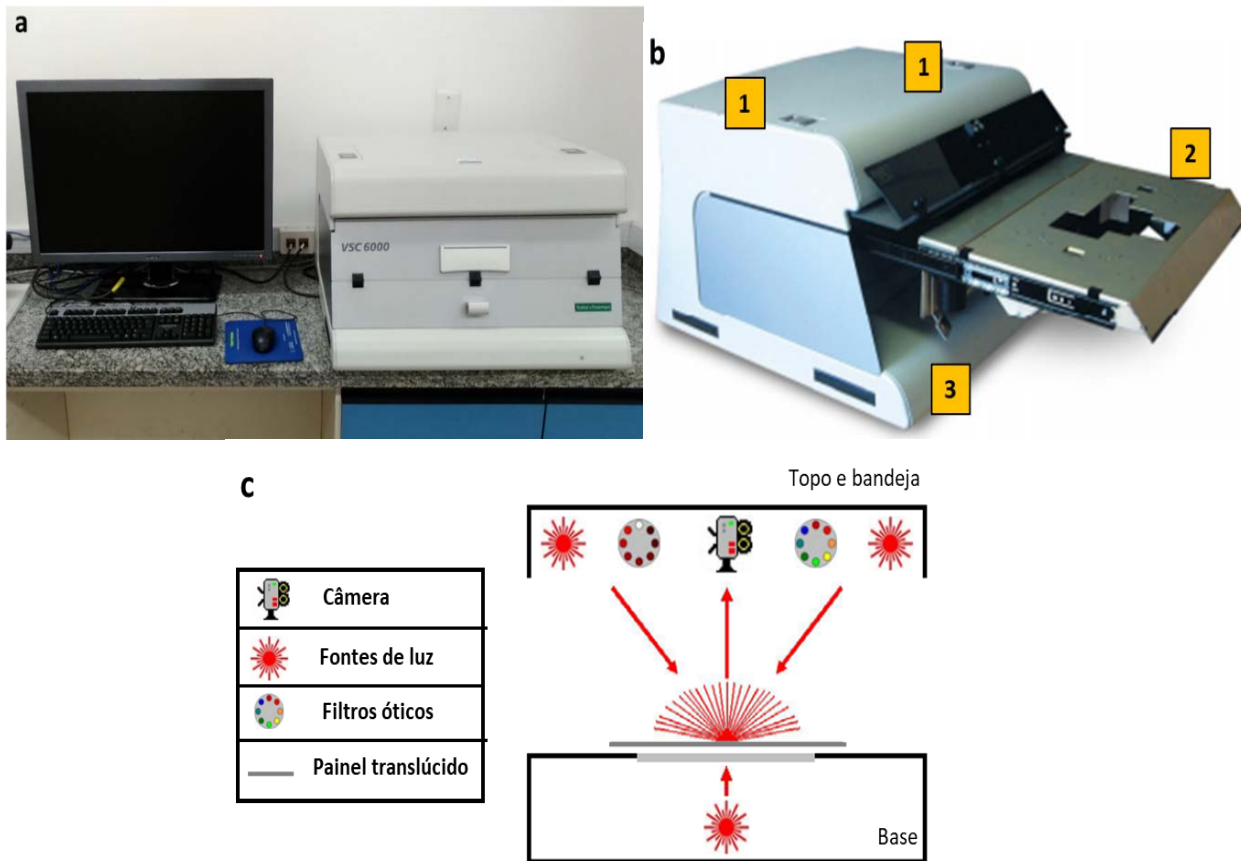 a
VSC 6000
b
1
1
2
3
c
Topo e bandeja
Câmera
Fontes de luz
Filtros óticos
Painel translúcido
Base